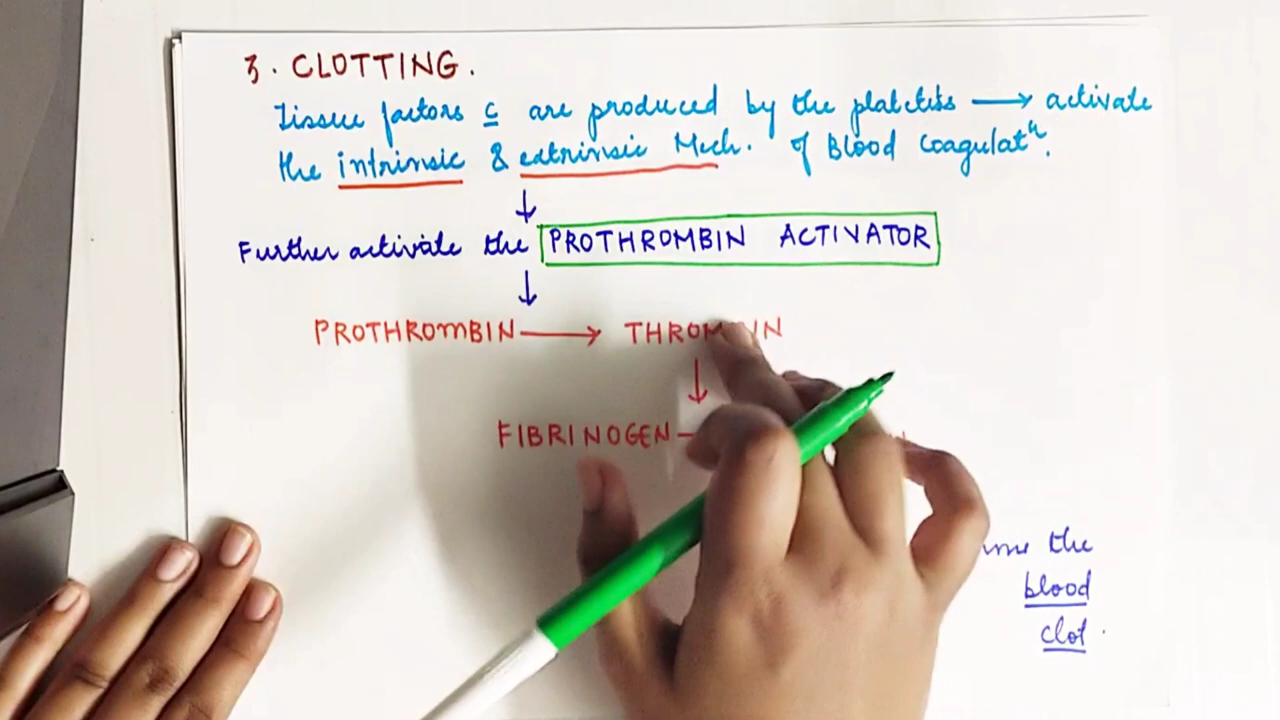 3. CLOTTING.
Tissue factors c̲ are produced by the platelets ⟶ activate
the intrinsic & extrinsic Mech. of Blood Coagulatⁿ.
↓
Further activate the PROTHROMBIN ACTIVATOR
↓
PROTHROMBIN ⟶ THROMBIN
↓
FIBRINOGEN
the
blood
clot.